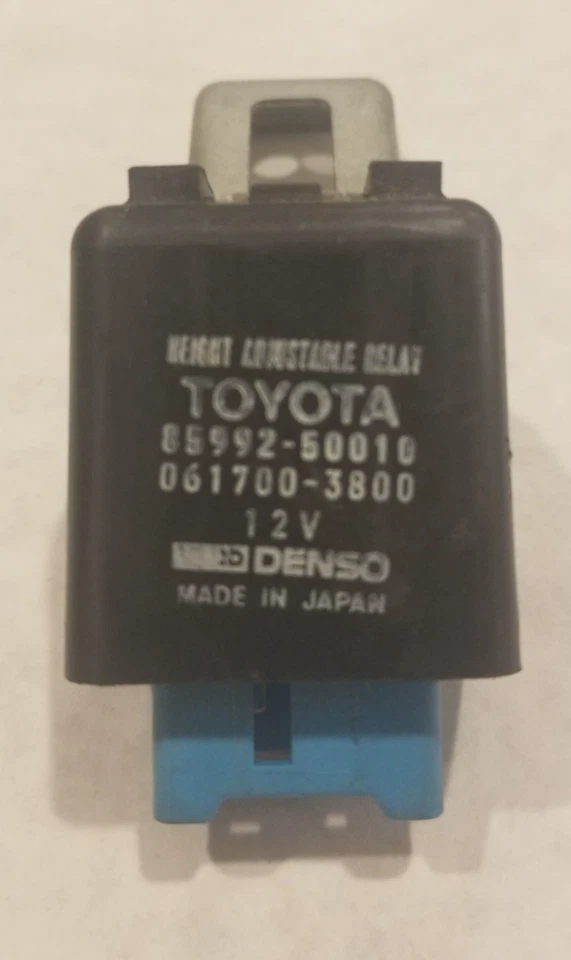 HEIGHT ADJUSTABLE RELAY
TOYOTA
85992-50010
061700-3800
12V
DENSO
MADE IN JAPAN